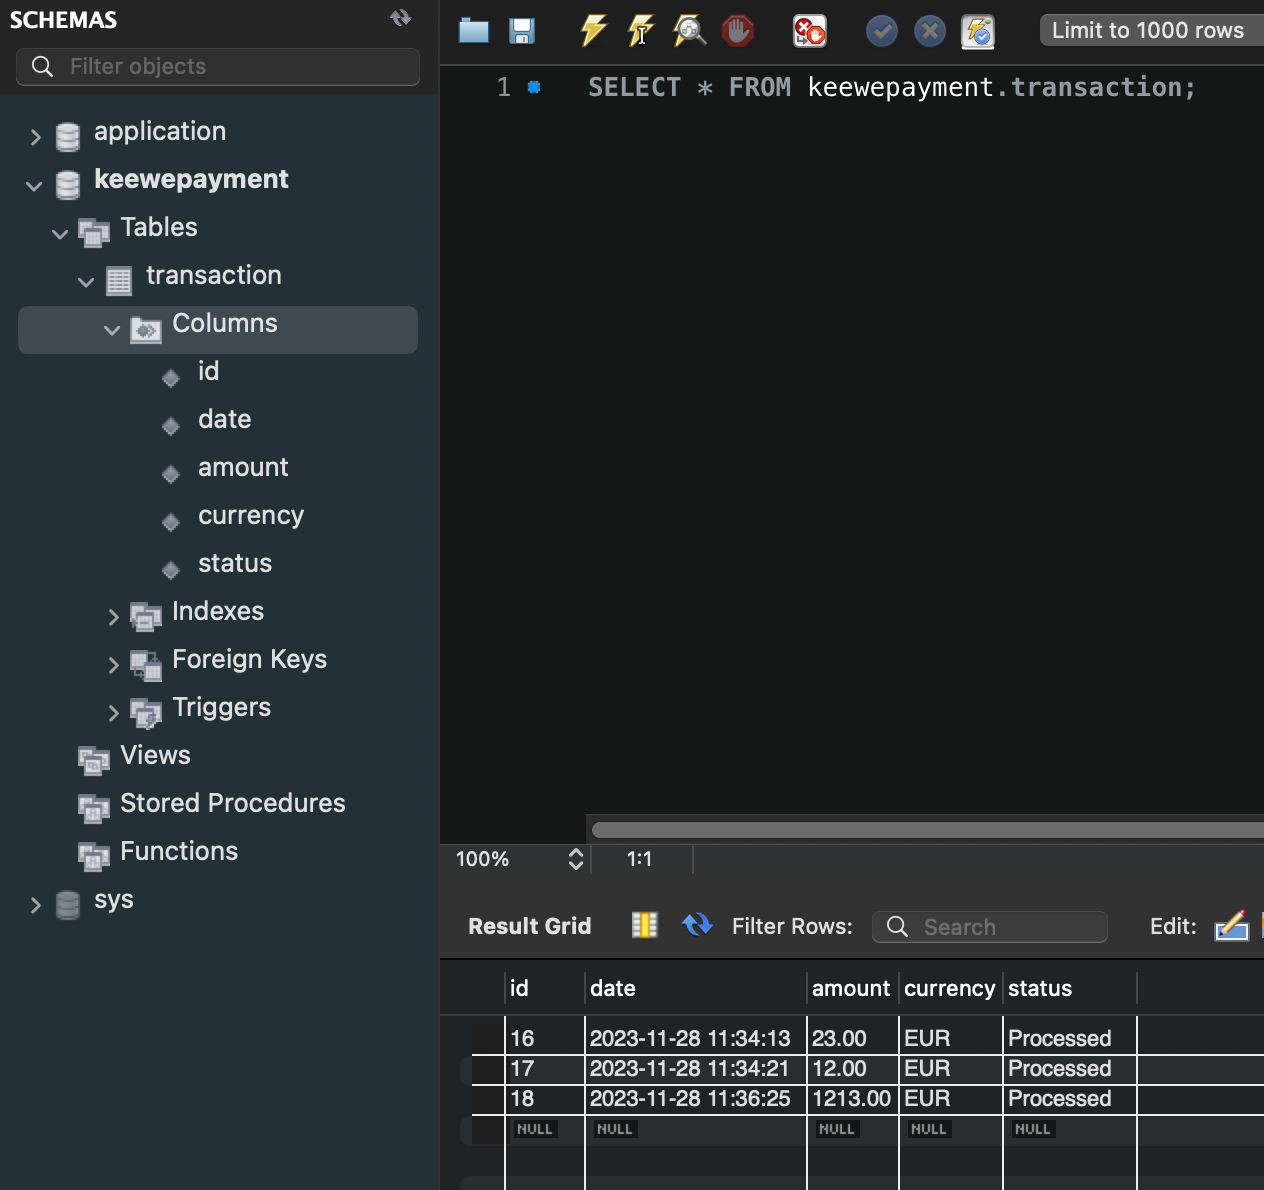 SCHEMAS
Filter objects
application
keewepayment
Tables
transaction
Columns
id
date
amount
currency
status
Indexes
Foreign Keys
Triggers
Views
Stored Procedures
Functions
sys
Limit to 1000 rows
1 SELECT * FROM keewepayment.transaction;
100% 1:1
Result Grid Filter Rows: Search Edit:
id date amount currency status
16 2023-11-28 11:34:13 23.00 EUR Processed
17 2023-11-28 11:34:21 12.00 EUR Processed
18 2023-11-28 11:36:25 1213.00 EUR Processed
NULL NULL NULL NULL NULL